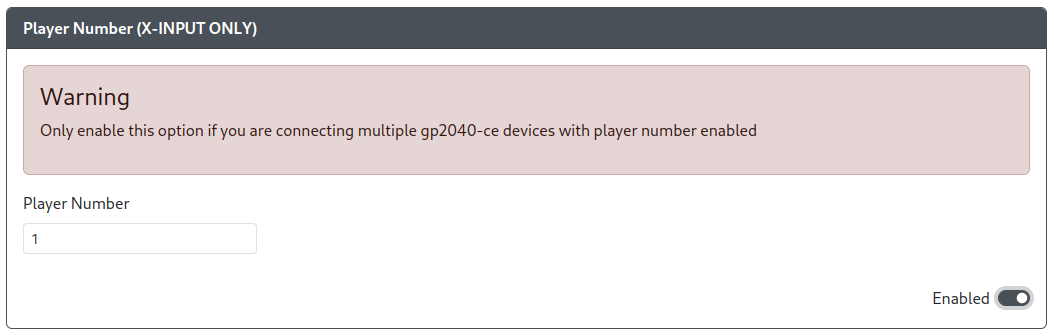 Player Number (X-INPUT ONLY)
Warning
Only enable this option if you are connecting multiple gp2040-ce devices with player number enabled
Player Number
1
Enabled